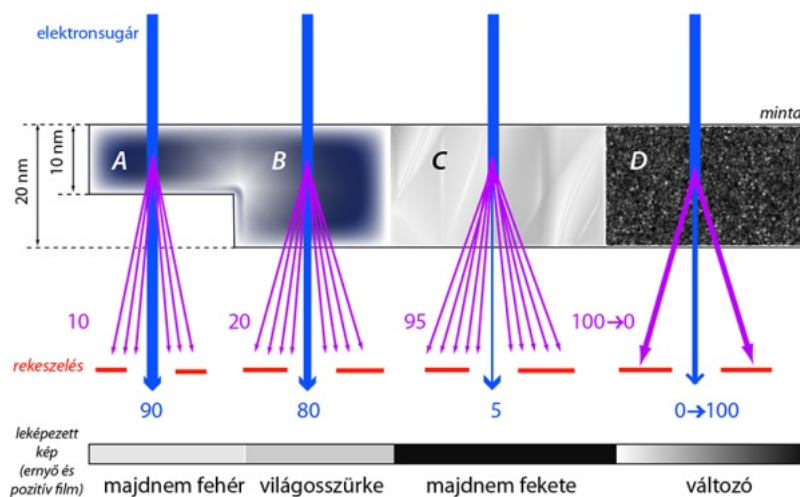 elektronsugár
minta
20 nm
10 nm
A
B
C
D
10
20
95
100→0
rekeszelés
90
80
5
0→100
leképezett
kép
(ernyő és
pozitív film)
majdnem fehér
világosszürke
majdnem fekete
változó